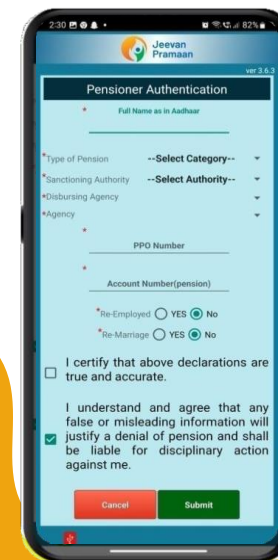 2:30
82%
Jeevan
Pramaan
ver 3.6.3
Pensioner Authentication
* Full Name as in Aadhaar
*Type of Pension --Select Category--
*Sanctioning Authority --Select Authority--
*Disbursing Agency
*Agency
*
PPO Number
*
Account Number(pension)
*Re-Employed YES No
*Re-Marriage YES No
I certify that above declarations are
true and accurate.
I understand and agree that any
false or misleading information will
justify a denial of pension and shall
be liable for disciplinary action
against me.
Cancel Submit